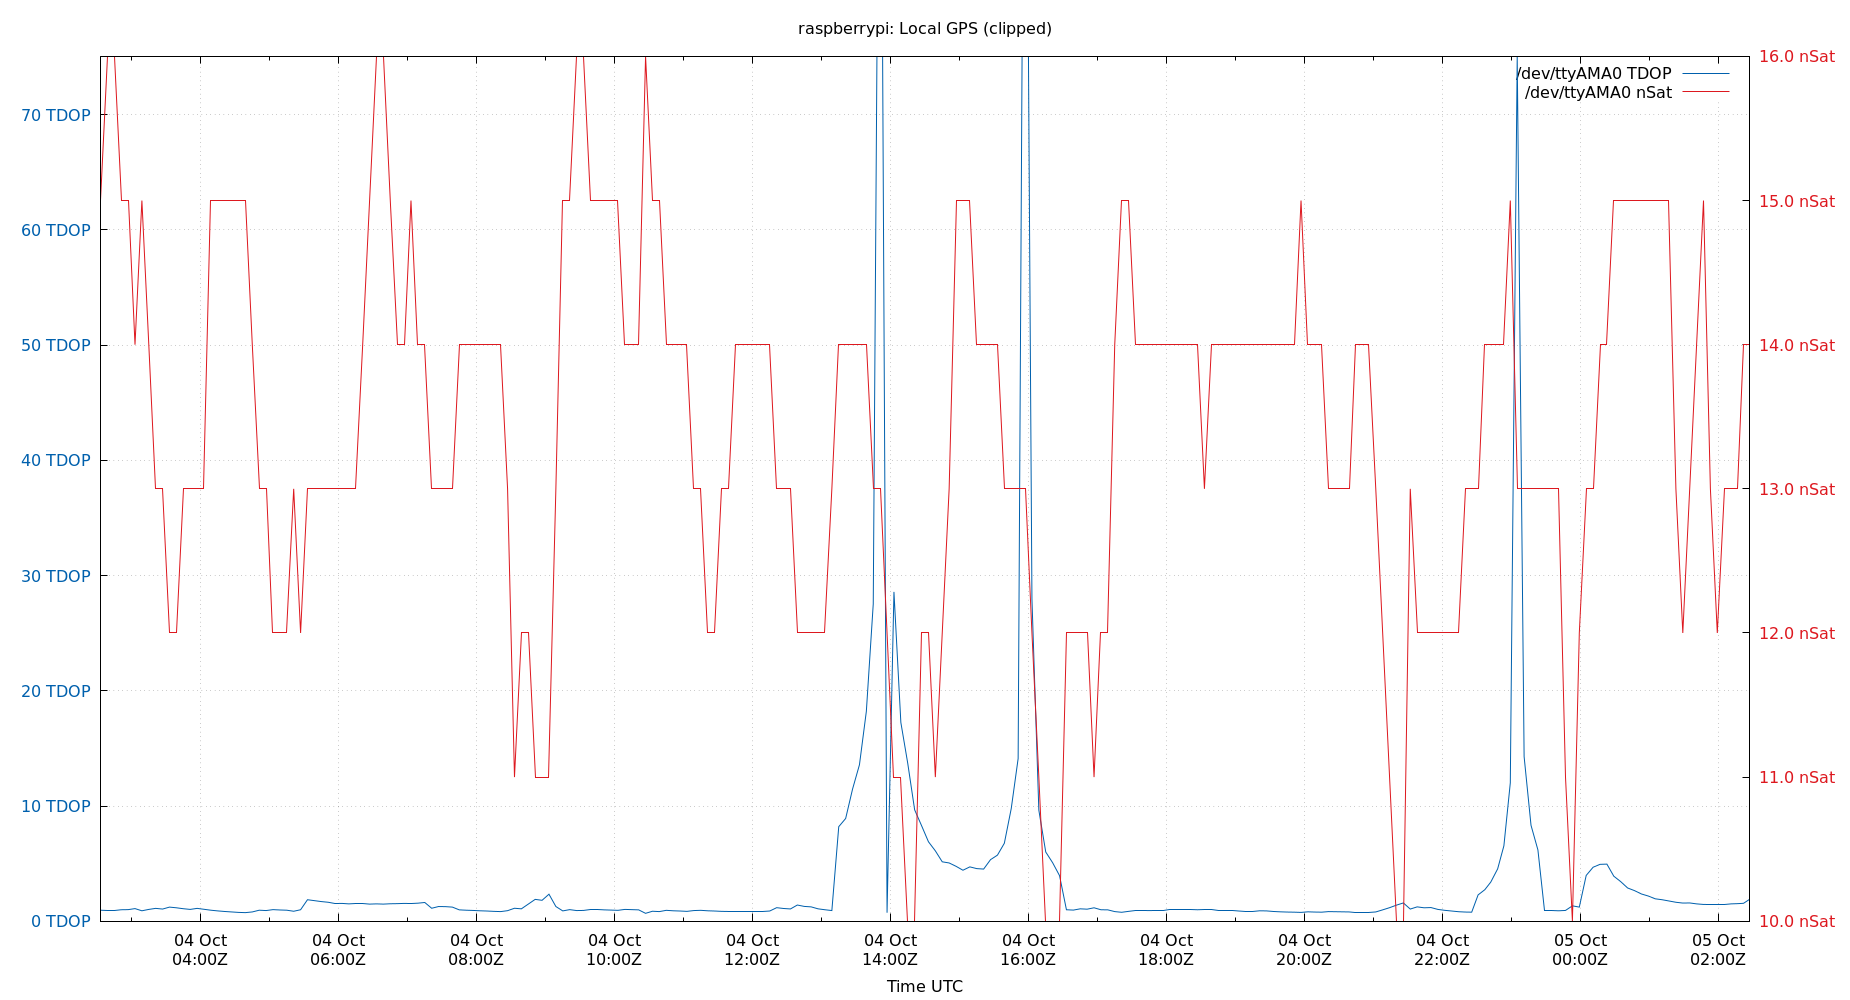 raspberrypi: Local GPS (clipped)
/dev/ttyAMA0 TDOP
/dev/ttyAMA0 nSat
70 TDOP
60 TDOP
50 TDOP
40 TDOP
30 TDOP
20 TDOP
10 TDOP
0 TDOP
16.0 nSat
15.0 nSat
14.0 nSat
13.0 nSat
12.0 nSat
11.0 nSat
10.0 nSat
04 Oct 04 Oct 04 Oct 04 Oct 04 Oct 04 Oct 04 Oct 04 Oct 04 Oct 04 Oct 05 Oct 05 Oct
04:00Z 06:00Z 08:00Z 10:00Z 12:00Z 14:00Z 16:00Z 18:00Z 20:00Z 22:00Z 00:00Z 02:00Z
Time UTC